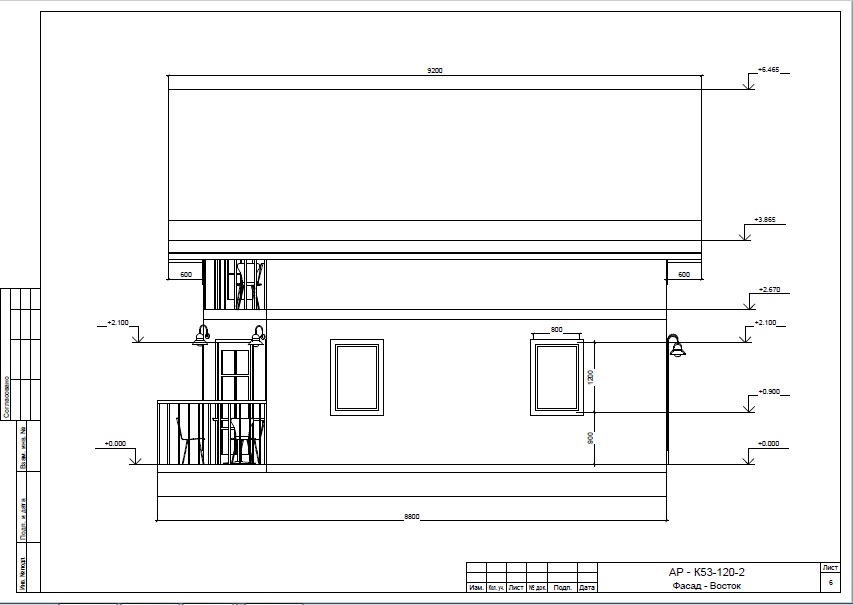 9200
+6.465
+3.865
600
600
+2.670
+2.100
+2.100
800
1200
+0.900
900
+0.000
+0.000
8800
Согласовано
Взам. инв. №
Подп. и дата
Инв. № подл.
АР - К53-120-2
Фасад - Восток
Изм. Кол. уч. Лист № док. Подп. Дата
Лист
6